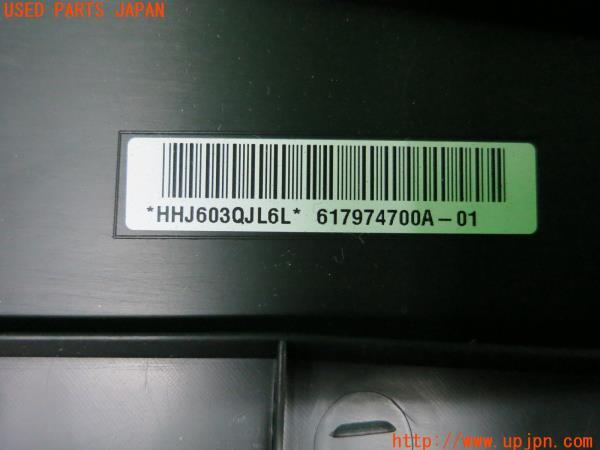 USED PARTS JAPAN
*HHJ603QJL6L* 617974700A-01
http://www.upjpn.com